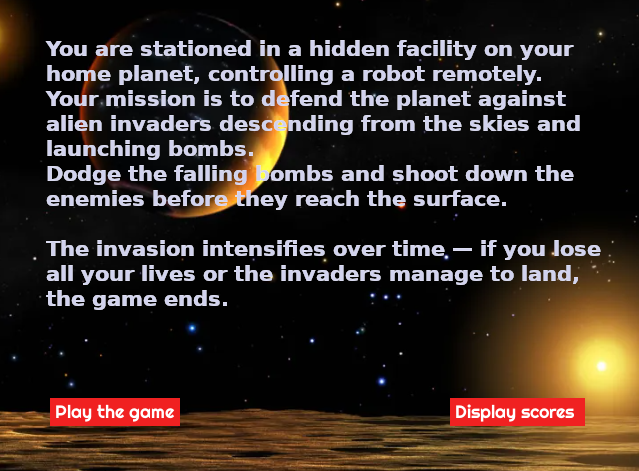 You are stationed in a hidden facility on your
home planet, controlling a robot remotely.
Your mission is to defend the planet against
alien invaders descending from the skies and
launching bombs.
Dodge the falling bombs and shoot down the
enemies before they reach the surface.
The invasion intensifies over time — if you lose
all your lives or the invaders manage to land,
the game ends.
Play the game
Display scores